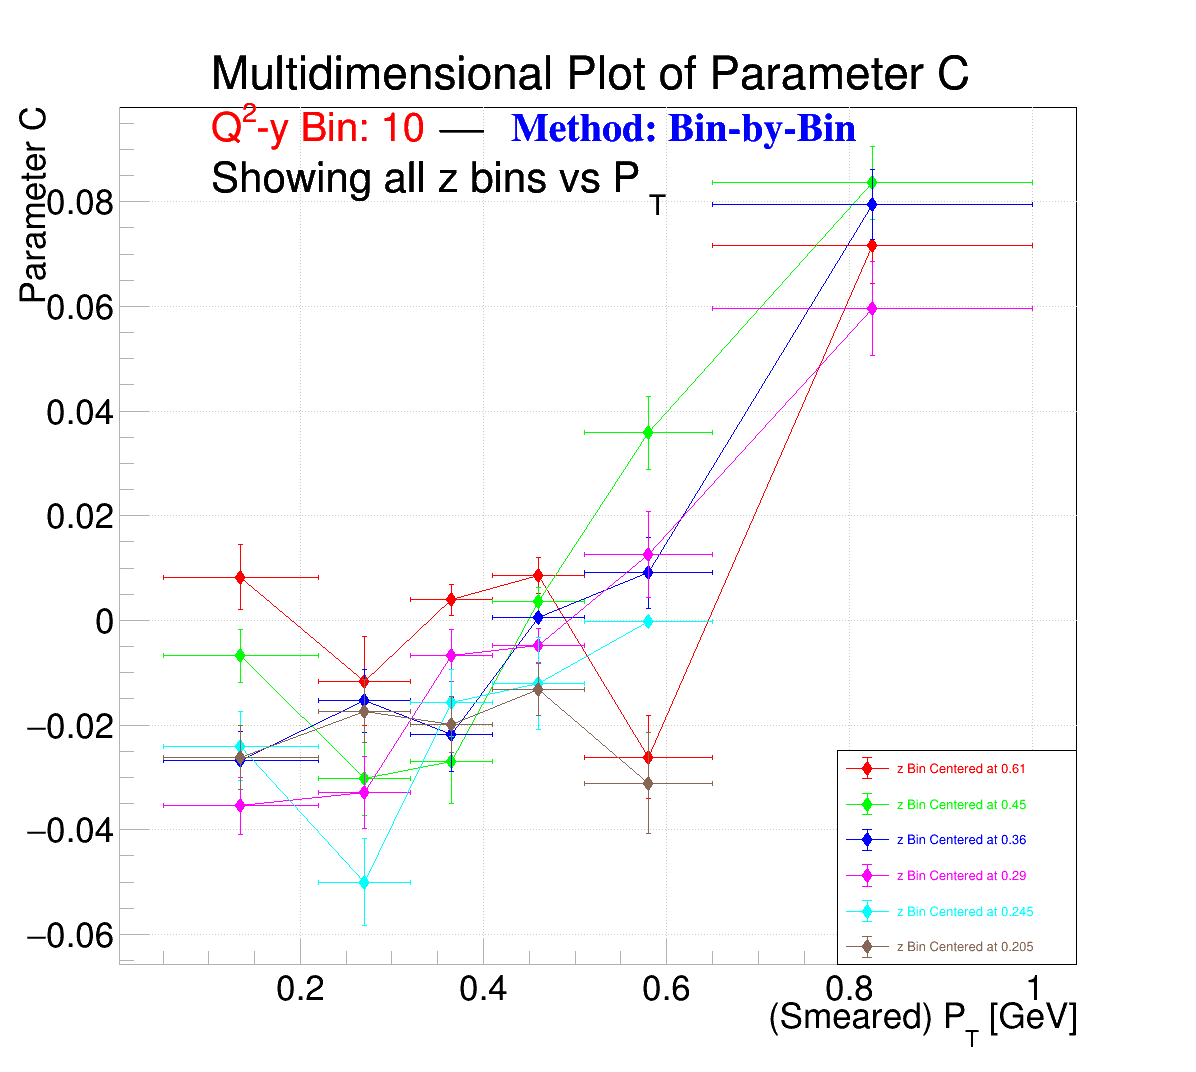 Multidimensional Plot of Parameter C
Q²-y Bin: 10 — Method: Bin-by-Bin
Showing all z bins vs P_T
Parameter C
0.08
0.06
0.04
0.02
0
−0.02
−0.04
−0.06
z Bin Centered at 0.61
z Bin Centered at 0.45
z Bin Centered at 0.36
z Bin Centered at 0.29
z Bin Centered at 0.245
z Bin Centered at 0.205
0.2 0.4 0.6 0.8 1
(Smeared) P_T [GeV]